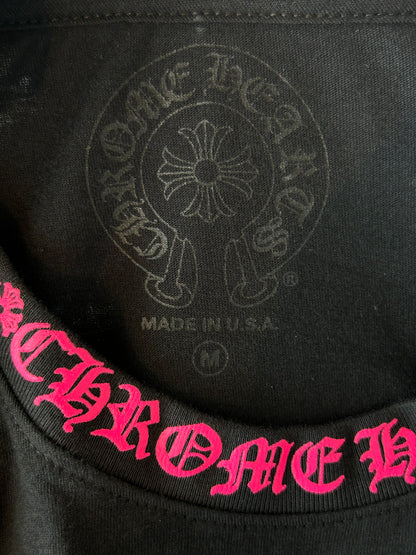 CHROME HEARTS
®
MADE IN U.S.A.
M
CHROME H